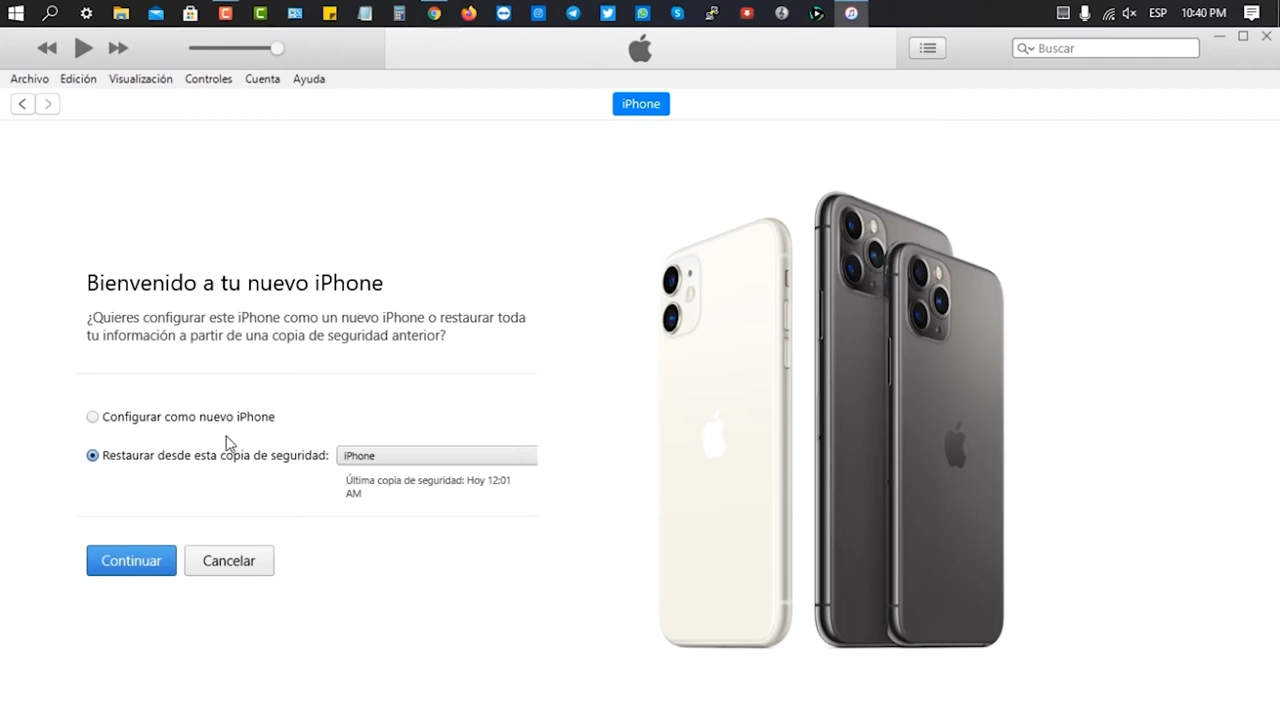 ESP
10:40 PM
Buscar
Archivo Edición Visualización Controles Cuenta Ayuda
iPhone
Bienvenido a tu nuevo iPhone
¿Quieres configurar este iPhone como un nuevo iPhone o restaurar toda
tu información a partir de una copia de seguridad anterior?
Configurar como nuevo iPhone
Restaurar desde esta copia de seguridad: iPhone
Última copia de seguridad: Hoy 12:01
AM
Continuar Cancelar